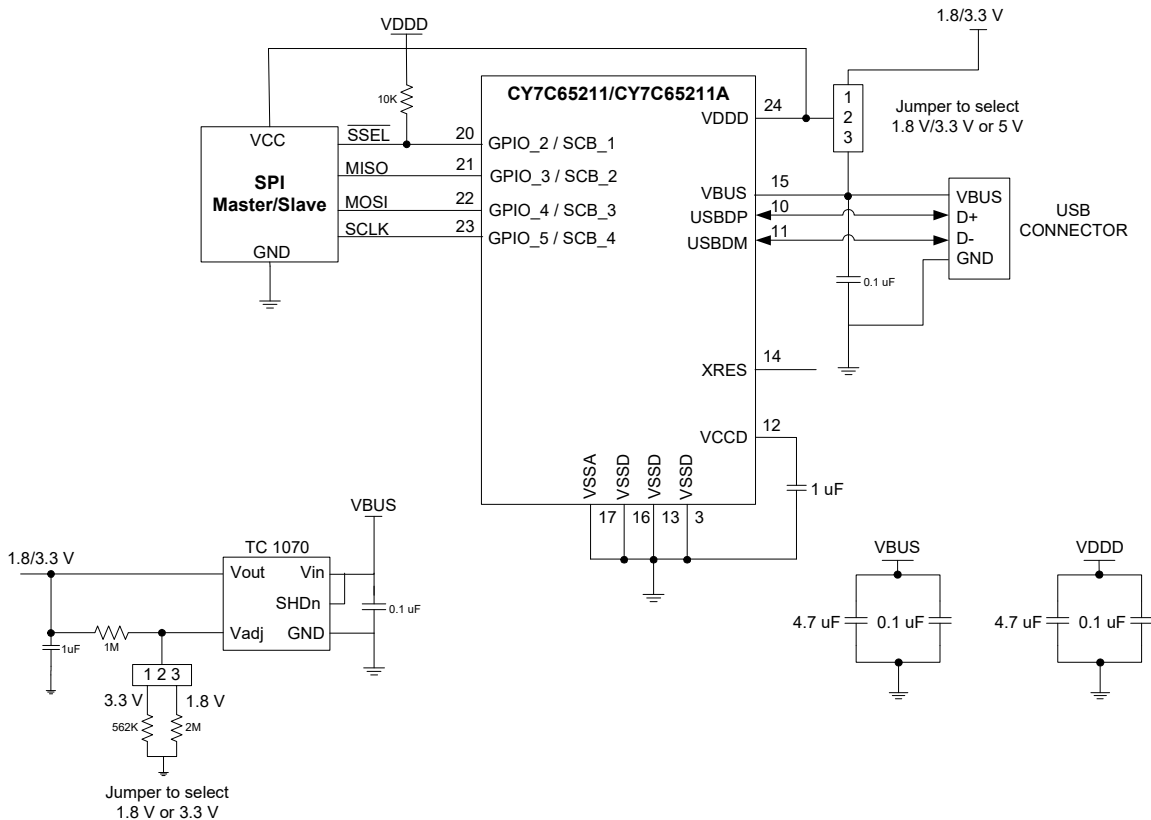 1.8/3.3 V
VDDD
10K
CY7C65211/CY7C65211A
24
VDDD
1
2
3
Jumper to select
1.8 V/3.3 V or 5 V
VCC
SPI
Master/Slave
GND
SSEL
20
GPIO_2 / SCB_1
MISO
21
GPIO_3 / SCB_2
MOSI
22
GPIO_4 / SCB_3
SCLK
23
GPIO_5 / SCB_4
VBUS
15
USBDP
10
USBDM
11
VBUS
D+
D-
GND
USB
CONNECTOR
0.1 uF
XRES
14
VCCD
12
1 uF
VSSA
VSSD
VSSD
VSSD
17
16
13
3
VBUS
1.8/3.3 V
TC 1070
Vout
Vin
SHDn
Vadj
GND
0.1 uF
1uF
1M
1 2 3
3.3 V
1.8 V
562K
2M
Jumper to select
1.8 V or 3.3 V
VBUS
4.7 uF
0.1 uF
VDDD
4.7 uF
0.1 uF